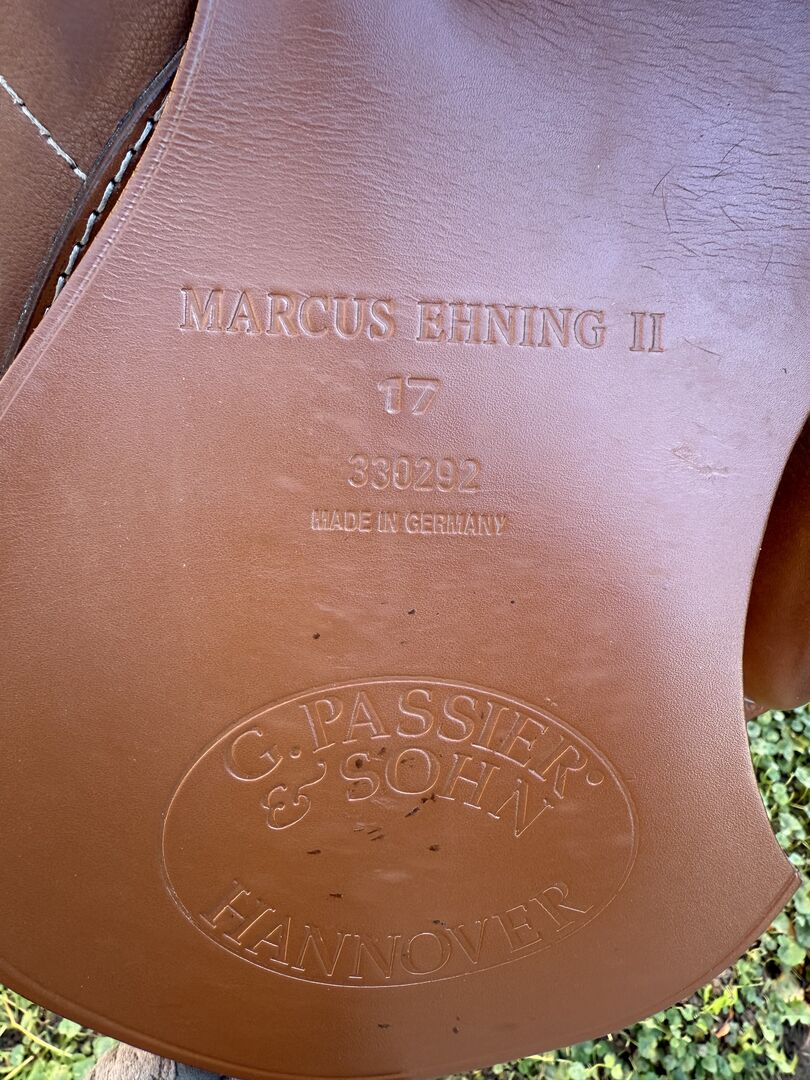 MARCUS EHNING II
17
330292
MADE IN GERMANY
G. PASSIER
& SOHN
HANNOVER